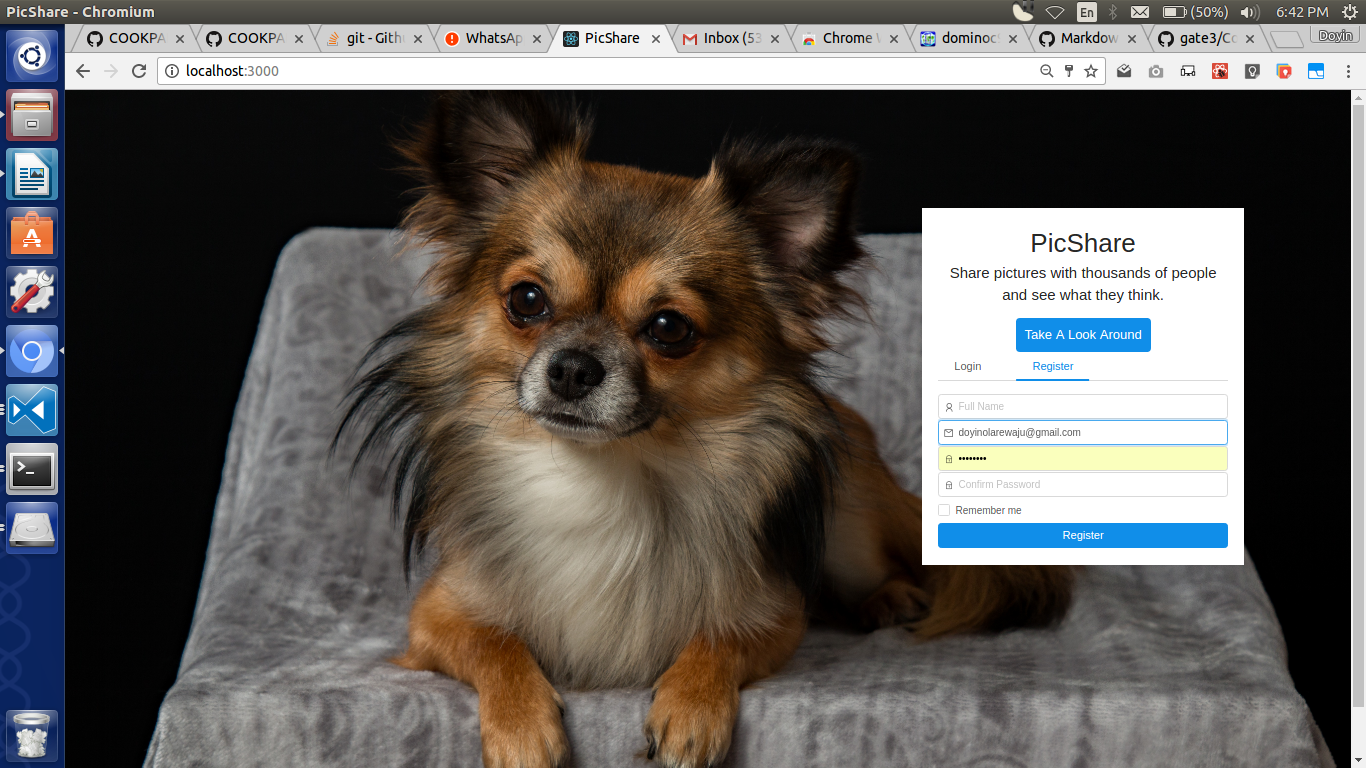 PicShare - Chromium
En
(50%)
6:42 PM
COOKPA
COOKPA
git - Gith
WhatsAp
PicShare
Inbox (53
Chrome W
dominoc
Markdow
gate3/Co
Doyin
localhost:3000
PicShare
Share pictures with thousands of people
and see what they think.
Take A Look Around
Login
Register
Full Name
doyinolarewaju@gmail.com
••••••••
Confirm Password
Remember me
Register